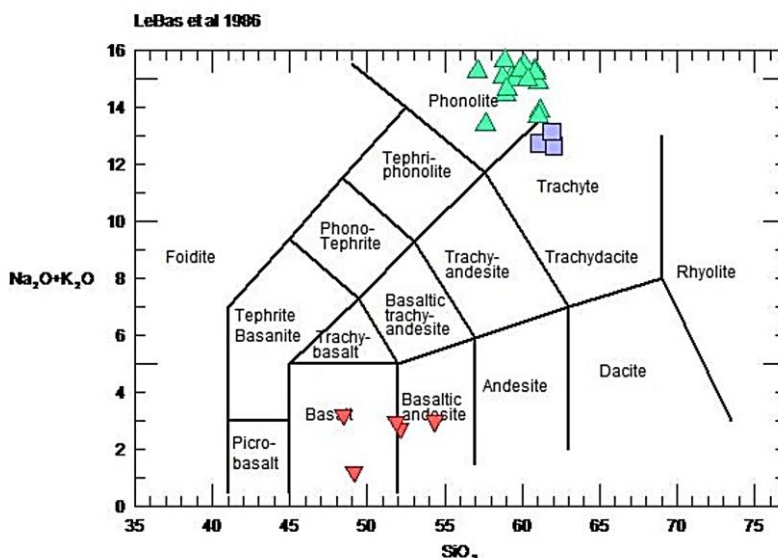 LeBas et al 1986
16
14
12
10
8
6
4
2
0
Na₂O+K₂O
Phonolite
Tephri-
phonolite
Trachyte
Phono-
Tephrite
Foidite
Trachy-
andesite
Trachydacite
Rhyolite
Tephrite
Basanite
Basaltic
trachy-
andesite
Trachy-
basalt
Andesite
Dacite
Basalt
Basaltic
andesite
Picro-
basalt
35 40 45 50 55 60 65 70 75
SiO₂